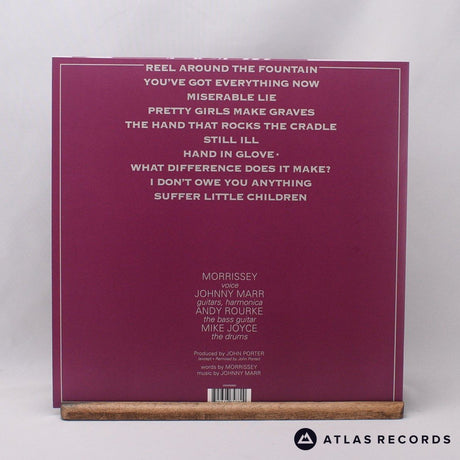 REEL AROUND THE FOUNTAIN
YOU'VE GOT EVERYTHING NOW
MISERABLE LIE
PRETTY GIRLS MAKE GRAVES
THE HAND THAT ROCKS THE CRADLE
STILL ILL
HAND IN GLOVE•
WHAT DIFFERENCE DOES IT MAKE?
I DON'T OWE YOU ANYTHING
SUFFER LITTLE CHILDREN
MORRISSEY
voice
JOHNNY MARR
guitars, harmonica
ANDY ROURKE
the bass guitar
MIKE JOYCE
the drums
Produced by JOHN PORTER
words by MORRISSEY
music by JOHNNY MARR
ATLAS RECORDS